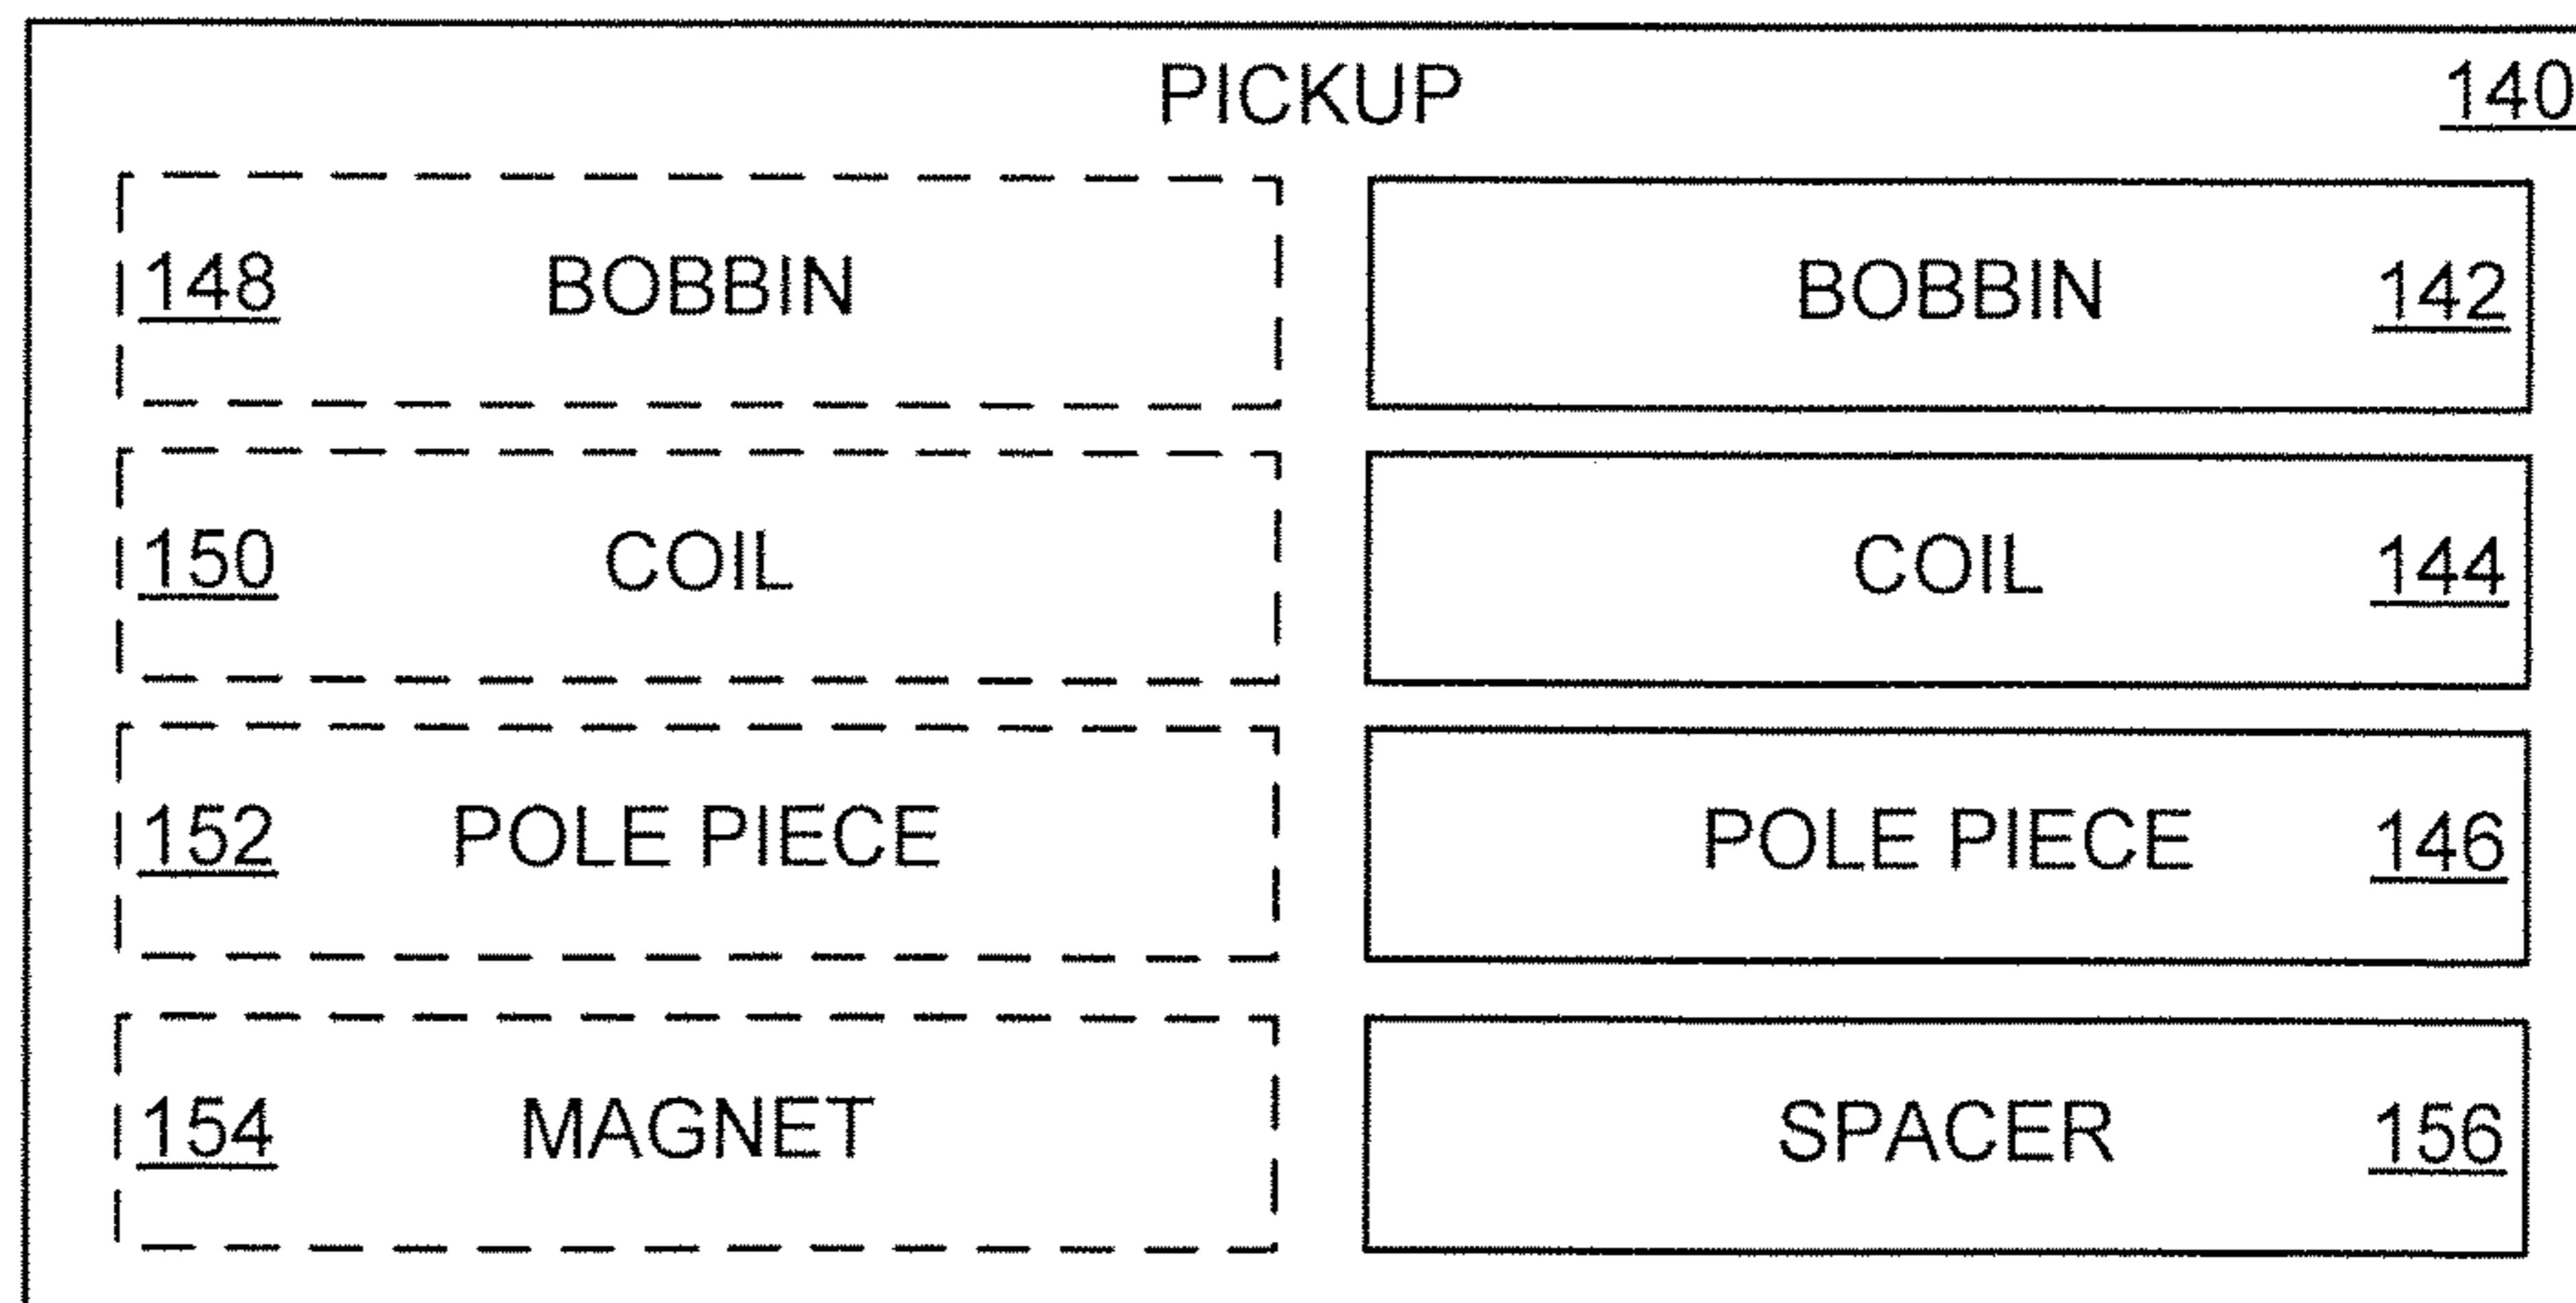 PICKUP 140
148 BOBBIN BOBBIN 142
150 COIL COIL 144
152 POLE PIECE POLE PIECE 146
154 MAGNET SPACER 156